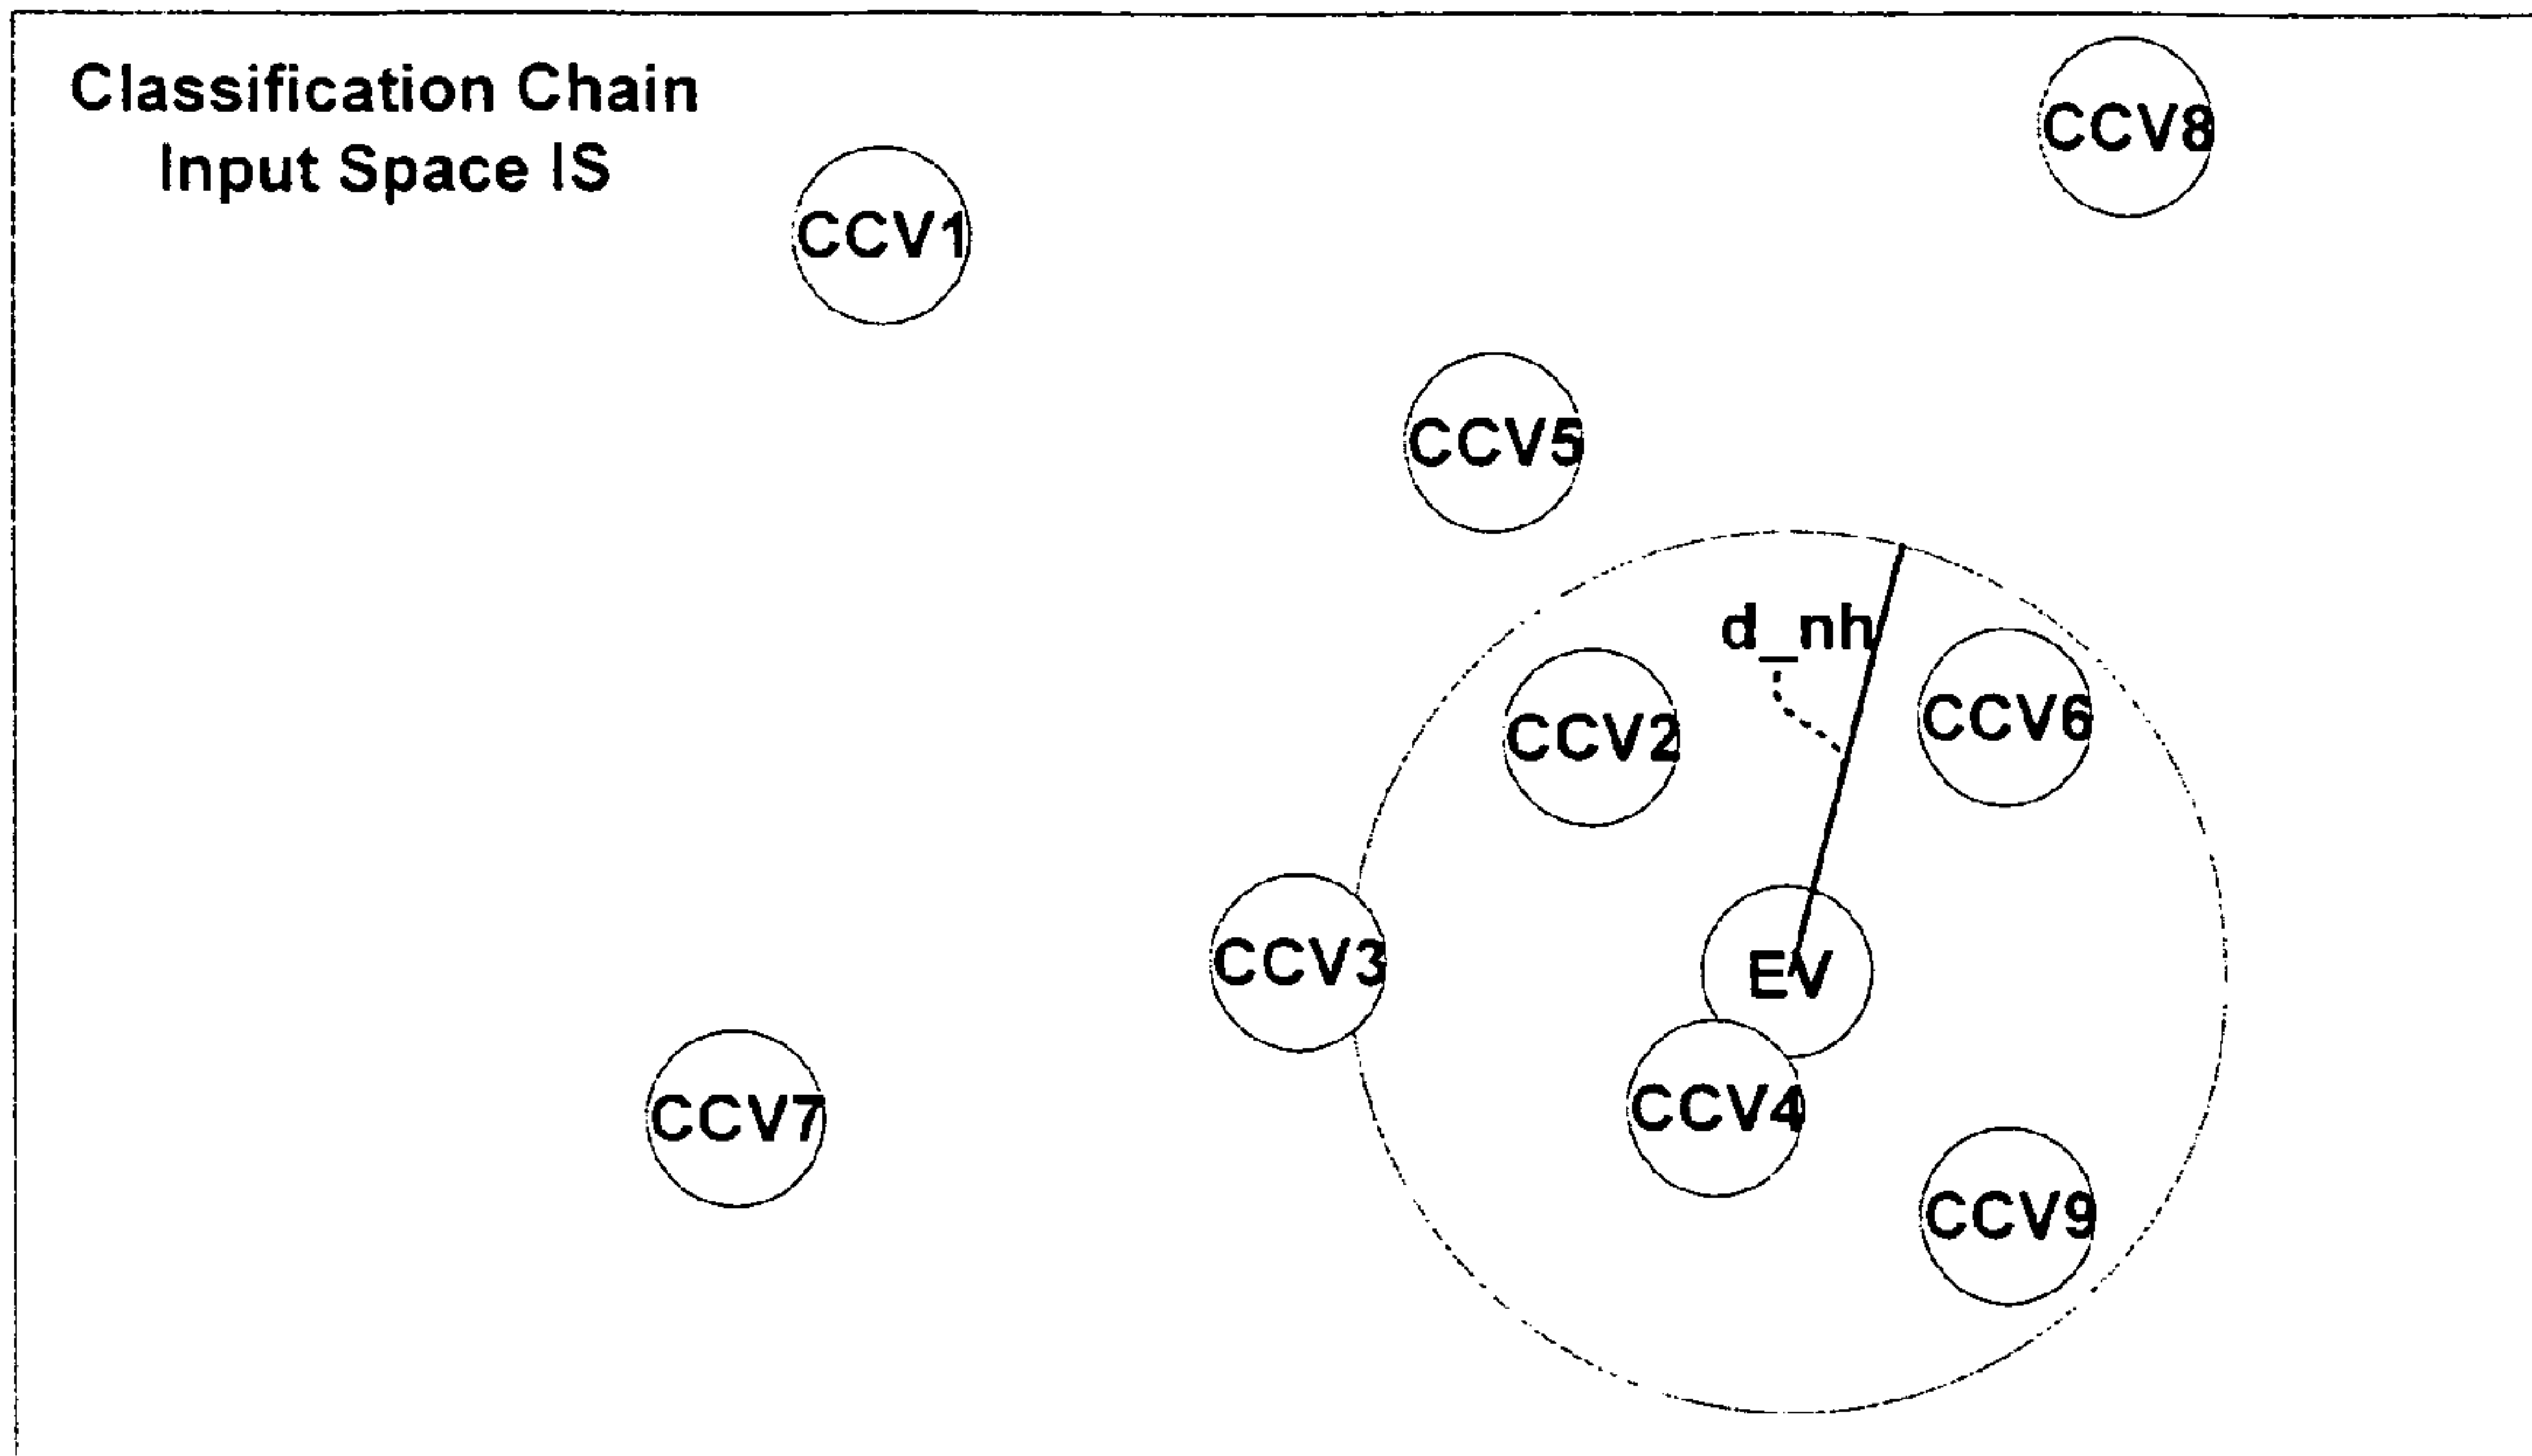 Classification Chain
Input Space IS
CCV8
CCV1
CCV5
d_nh
CCV6
CCV2
CCV3
EV
CCV4
CCV7
CCV9